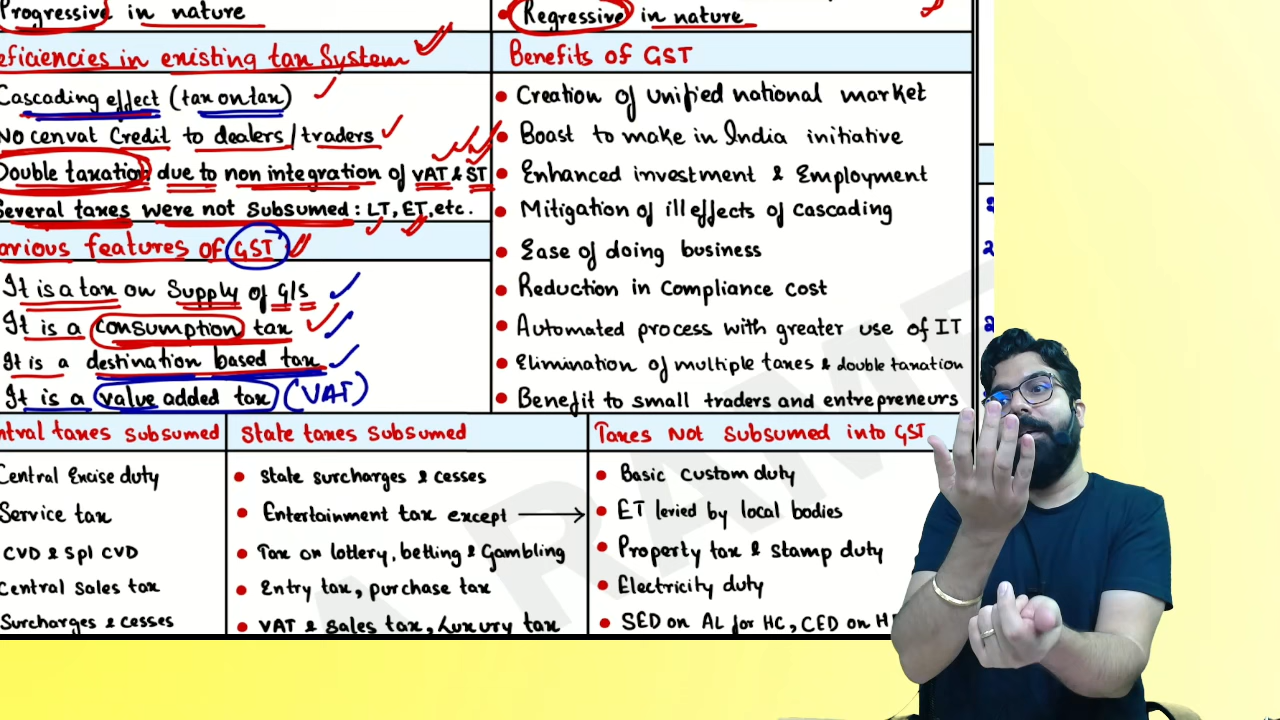 Progressive in nature
Regressive in nature
eficiencies in existing tax System
Cascading effect (tax on tax)
No cenvat Credit to dealers/traders
Double taxation due to non integration of VAT & ST
Several taxes were not Subsumed: LT, ET, etc.
arious features of GST
It is a tax on Supply of G/S
It is a consumption tax
It is a destination based tax
It is a value added tax (VAT)
Benefits of GST
Creation of unified national market
Boast to make in India initiative
Enhanced investment & Employment
Mitigation of ill effects of cascading
Ease of doing business
Reduction in Compliance cost
Automated process with greater use of IT
Elimination of multiple taxes & double taxation
Benefit to small traders and entrepreneurs
ntral taxes subsumed
Central Excise duty
Service tax
CVD & Spl CVD
Central sales tax
Surcharges & cesses
State taxes Subsumed
State surcharges & cesses
Entertainment tax except
Tax on lottery, betting & Gambling
Entry tax, purchase tax
VAT & Sales tax, Luxury tax
Taxes Not Subsumed into GST
Basic custom duty
ET levied by local bodies
Property tax & stamp duty
Electricity duty
SED on AL for HC, CED on H